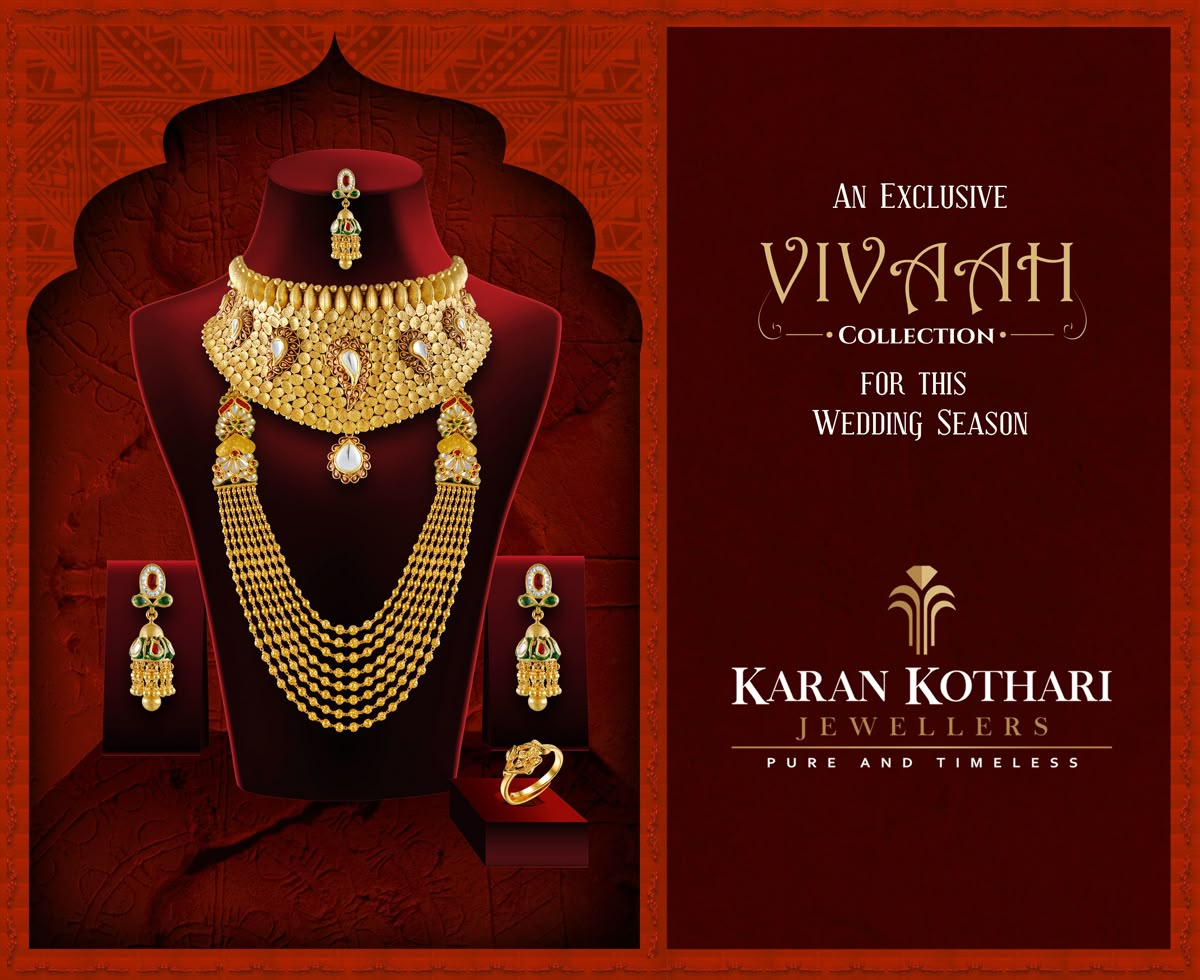 An Exclusive
VIVAAH
Collection
for this
Wedding Season
Karan Kothari
JEWELLERS
PURE AND TIMELESS